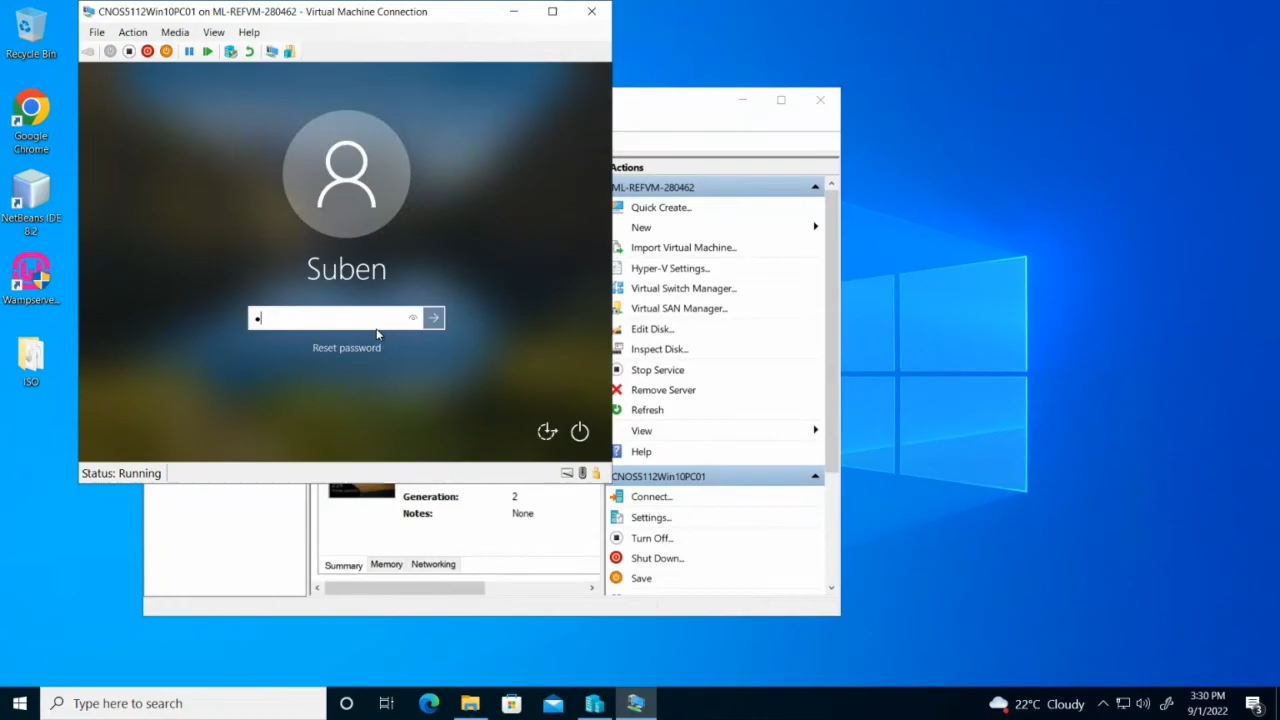 Recycle Bin
Google
Chrome
NetBeans IDE
8.2
Wampserve...
ISO
CNOS5112Win10PC01 on ML-REFVM-280462 - Virtual Machine Connection
File Action Media View Help
Suben
Reset password
Status: Running
Generation: 2
Notes: None
Summary Memory Networking
Actions
ML-REFVM-280462
Quick Create...
New
Import Virtual Machine...
Hyper-V Settings...
Virtual Switch Manager...
Virtual SAN Manager...
Edit Disk...
Inspect Disk...
Stop Service
Remove Server
Refresh
View
Help
CNOS5112Win10PC01
Connect...
Settings...
Turn Off...
Shut Down...
Save
Type here to search
22°C Cloudy
3:30 PM
9/1/2022
3